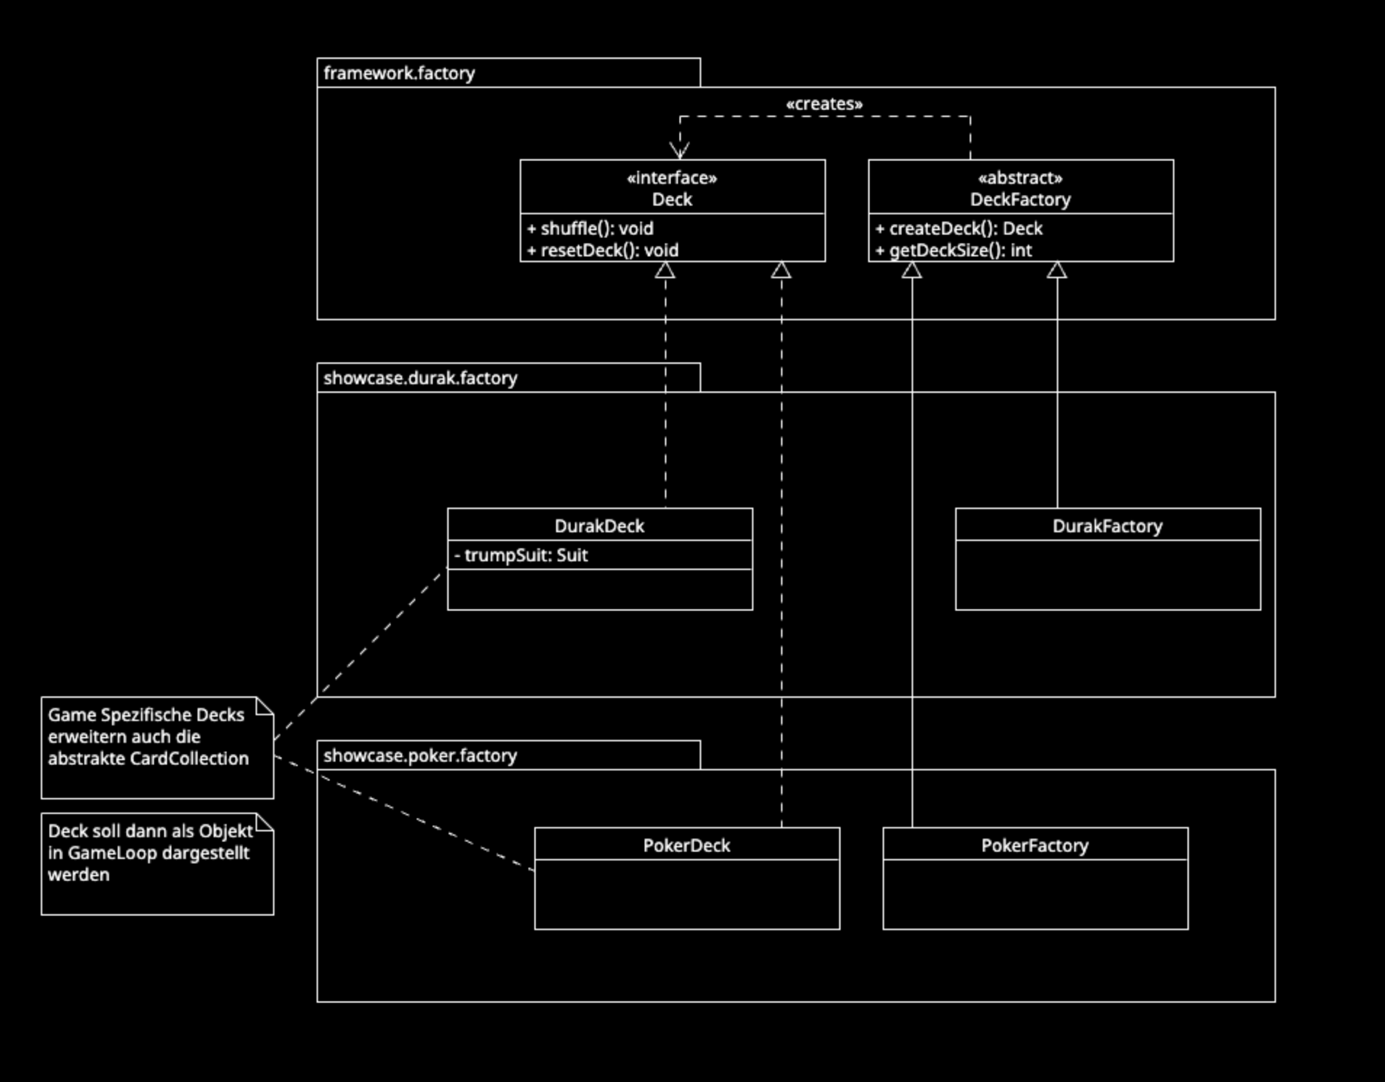 framework.factory
«creates»
«interface»
Deck
+ shuffle(): void
+ resetDeck(): void
«abstract»
DeckFactory
+ createDeck(): Deck
+ getDeckSize(): int
showcase.durak.factory
DurakDeck
- trumpSuit: Suit
DurakFactory
Game Spezifische Decks
erweitern auch die
abstrakte CardCollection
Deck soll dann als Objekt
in GameLoop dargestellt
werden
showcase.poker.factory
PokerDeck
PokerFactory